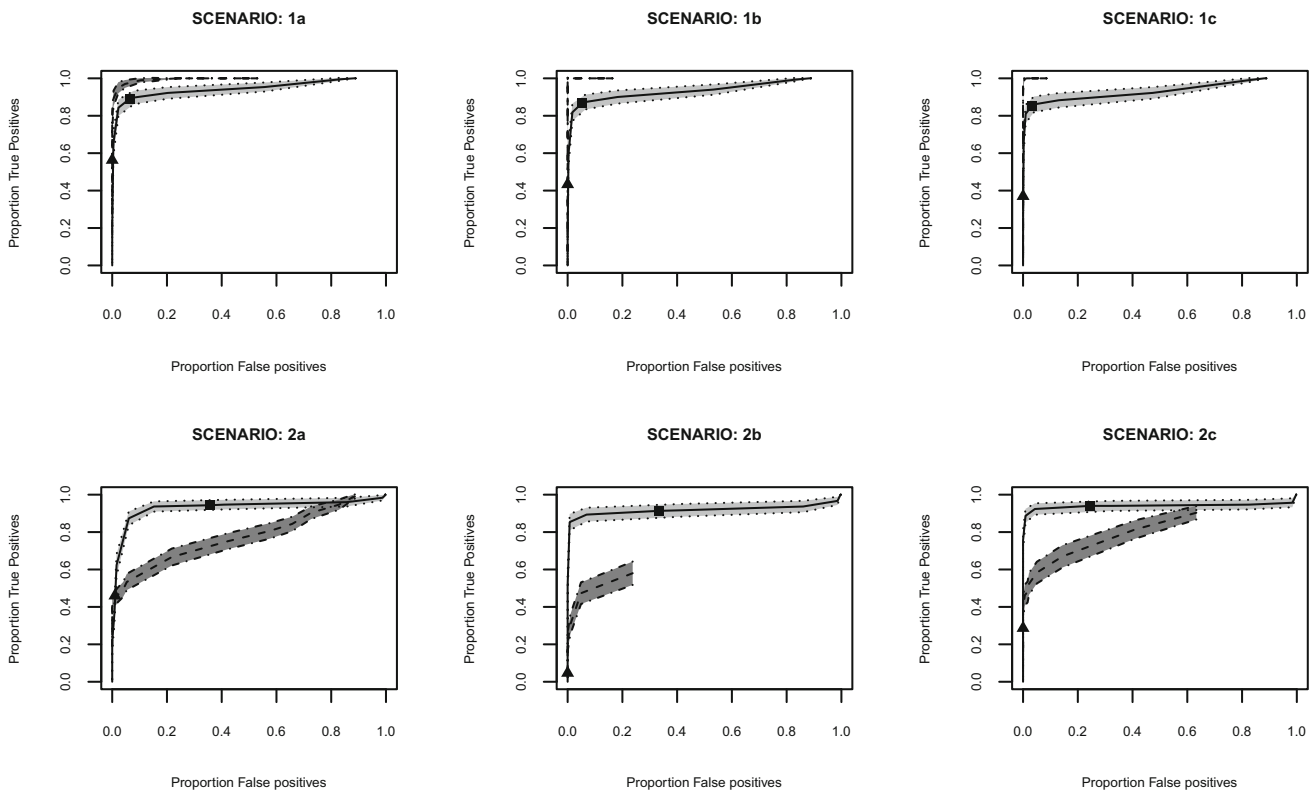 SCENARIO: 1a
Proportion True Positives
0.0 0.2 0.4 0.6 0.8 1.0
0.0 0.2 0.4 0.6 0.8 1.0
Proportion False positives
SCENARIO: 1b
Proportion True Positives
0.0 0.2 0.4 0.6 0.8 1.0
0.0 0.2 0.4 0.6 0.8 1.0
Proportion False positives
SCENARIO: 1c
Proportion True Positives
0.0 0.2 0.4 0.6 0.8 1.0
0.0 0.2 0.4 0.6 0.8 1.0
Proportion False positives
SCENARIO: 2a
Proportion True Positives
0.0 0.2 0.4 0.6 0.8 1.0
0.0 0.2 0.4 0.6 0.8 1.0
Proportion False positives
SCENARIO: 2b
Proportion True Positives
0.0 0.2 0.4 0.6 0.8 1.0
0.0 0.2 0.4 0.6 0.8 1.0
Proportion False positives
SCENARIO: 2c
Proportion True Positives
0.0 0.2 0.4 0.6 0.8 1.0
0.0 0.2 0.4 0.6 0.8 1.0
Proportion False positives